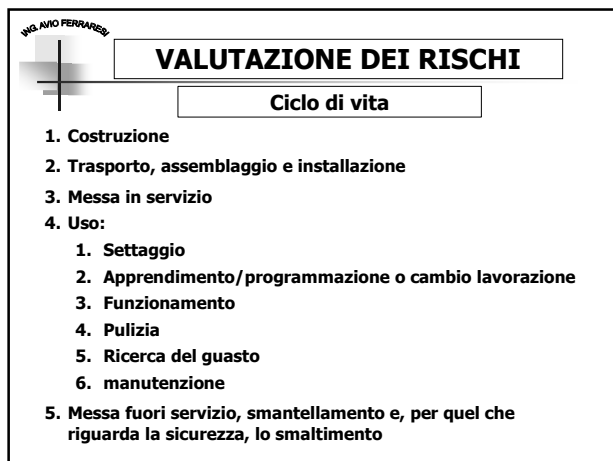 ING. AVIO FERRARESI
VALUTAZIONE DEI RISCHI
Ciclo di vita
1. Costruzione
2. Trasporto, assemblaggio e installazione
3. Messa in servizio
4. Uso:
1. Settaggio
2. Apprendimento/programmazione o cambio lavorazione
3. Funzionamento
4. Pulizia
5. Ricerca del guasto
6. manutenzione
5. Messa fuori servizio, smantellamento e, per quel che
riguarda la sicurezza, lo smaltimento